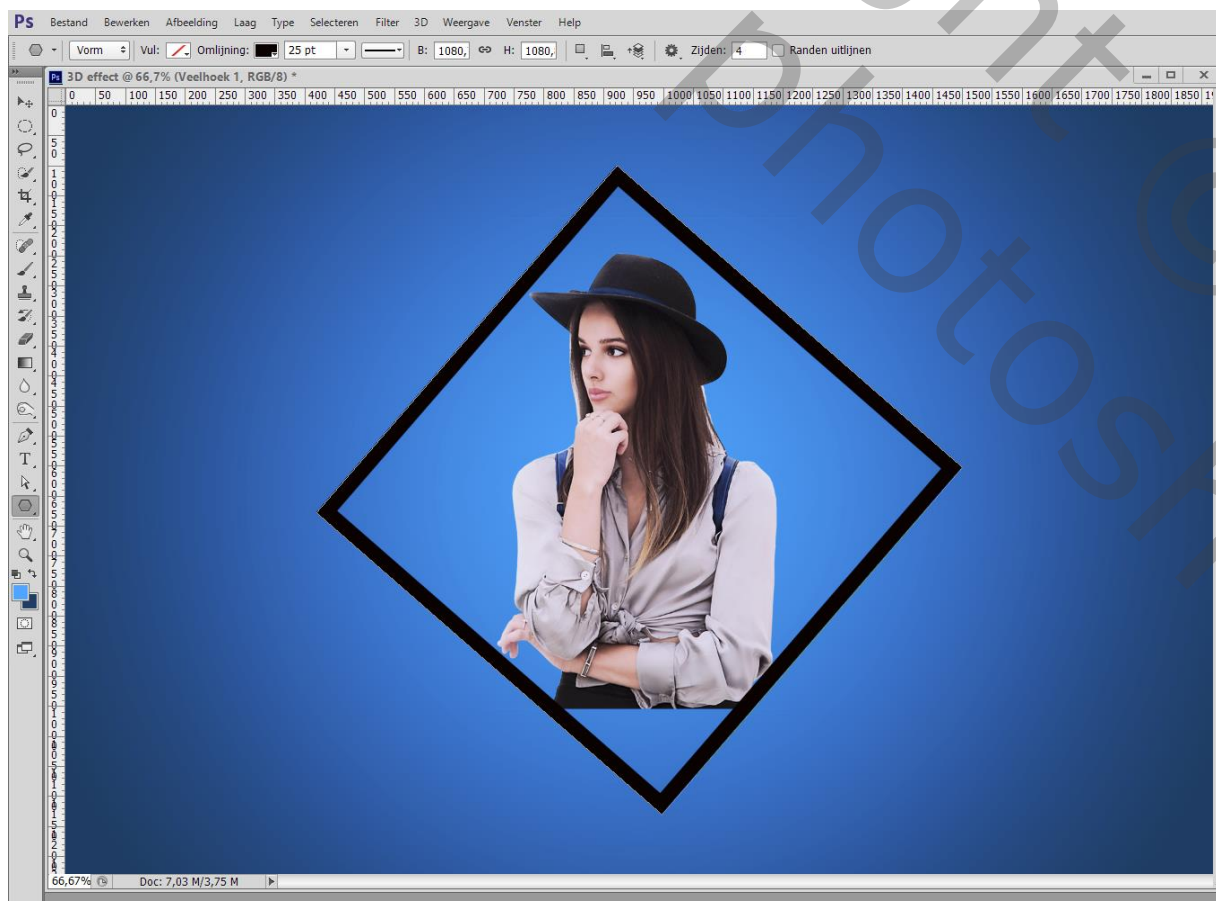 Ps Bestand Bewerken Afbeelding Laag Type Selecteren Filter 3D Weergave Venster Help
Vorm Vul: Omlijning: 25 pt B: 1080, H: 1080, Zijden: 4 Randen uitlijnen
Ps 3D effect @ 66,7% (Veelhoek 1, RGB/8) *
0 50 100 150 200 250 300 350 400 450 500 550 600 650 700 750 800 850 900 950 1000 1050 1100 1150 1200 1250 1300 1350 1400 1450 1500 1550 1600 1650 1700 1750 1800 1850
T
66,67% Doc: 7,03 M/3,75 M
©